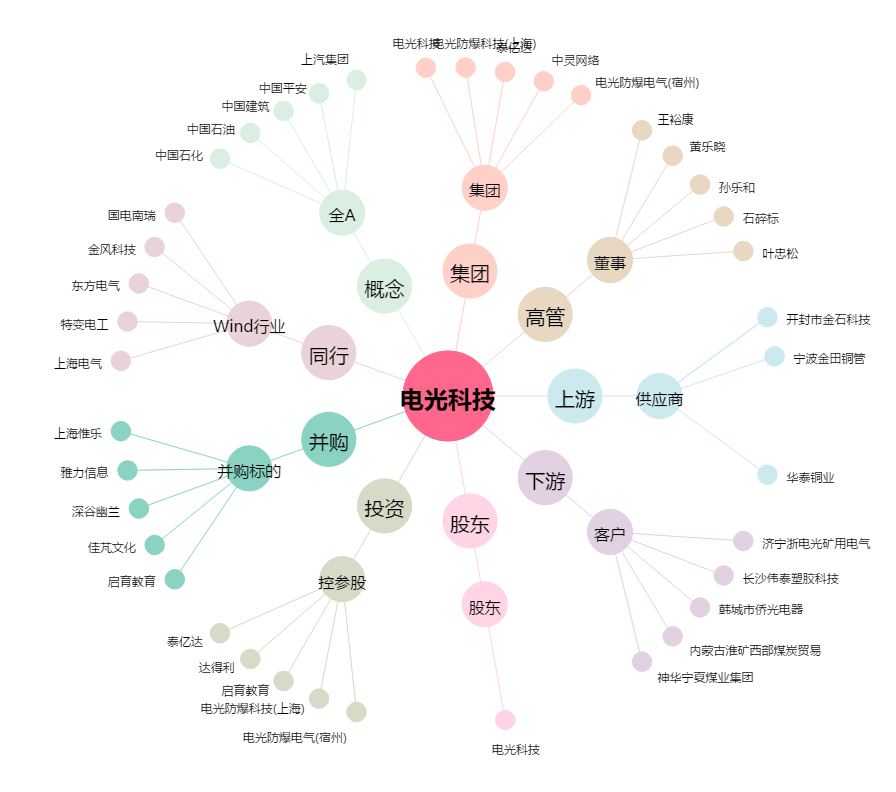 上汽集团
中国平安
中国建筑
中国石油
中国石化
全A
概念
电光科技
电光防爆科技(上海)
泰亿达
中灵网络
电光防爆电气(宿州)
集团
集团
王裕康
黄乐晓
孙乐和
石碎标
叶忠松
董事
高管
国电南瑞
金风科技
东方电气
特变电工
上海电气
Wind行业
同行
电光科技
上游
供应商
开封市金石科技
宁波金田铜管
华泰铜业
上海惟乐
雅力信息
深谷幽兰
佳芃文化
启育教育
并购标的
并购
投资
控参股
泰亿达
达得利
启育教育
电光防爆科技(上海)
电光防爆电气(宿州)
股东
股东
电光科技
下游
客户
济宁浙电光矿用电气
长沙伟泰塑胶科技
韩城市侨光电器
内蒙古淮矿西部煤炭贸易
神华宁夏煤业集团